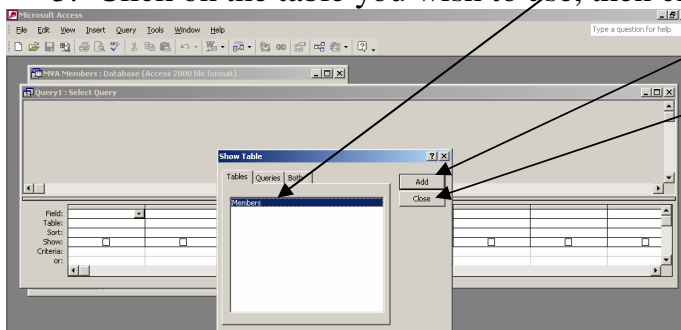 Click on the table you wish to use, then
Microsoft Access
File Edit View Insert Query Tools Window Help
Type a question for help
MVA Members : Database (Access 2000 file format)
Query1 : Select Query
Show Table
Tables Queries Both
Add
Close
Members
Field:
Table:
Sort:
Show:
Criteria:
or: